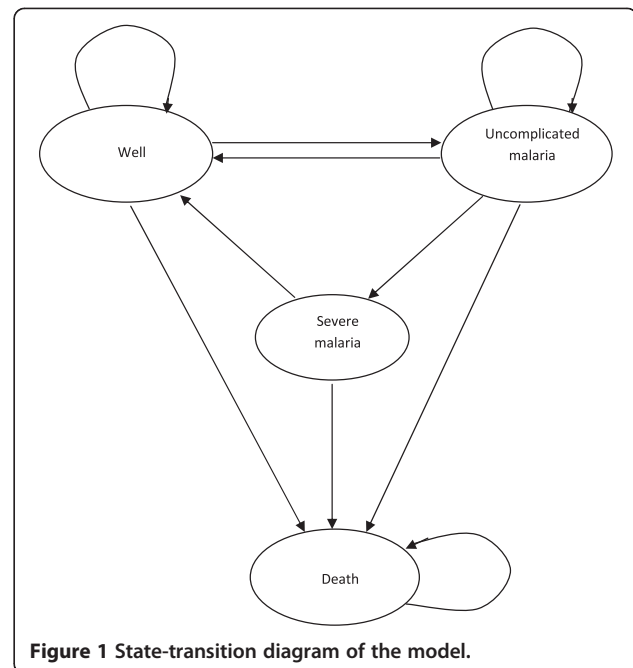 Well
Uncomplicated
malaria
Severe
malaria
Death
Figure 1 State-transition diagram of the model.